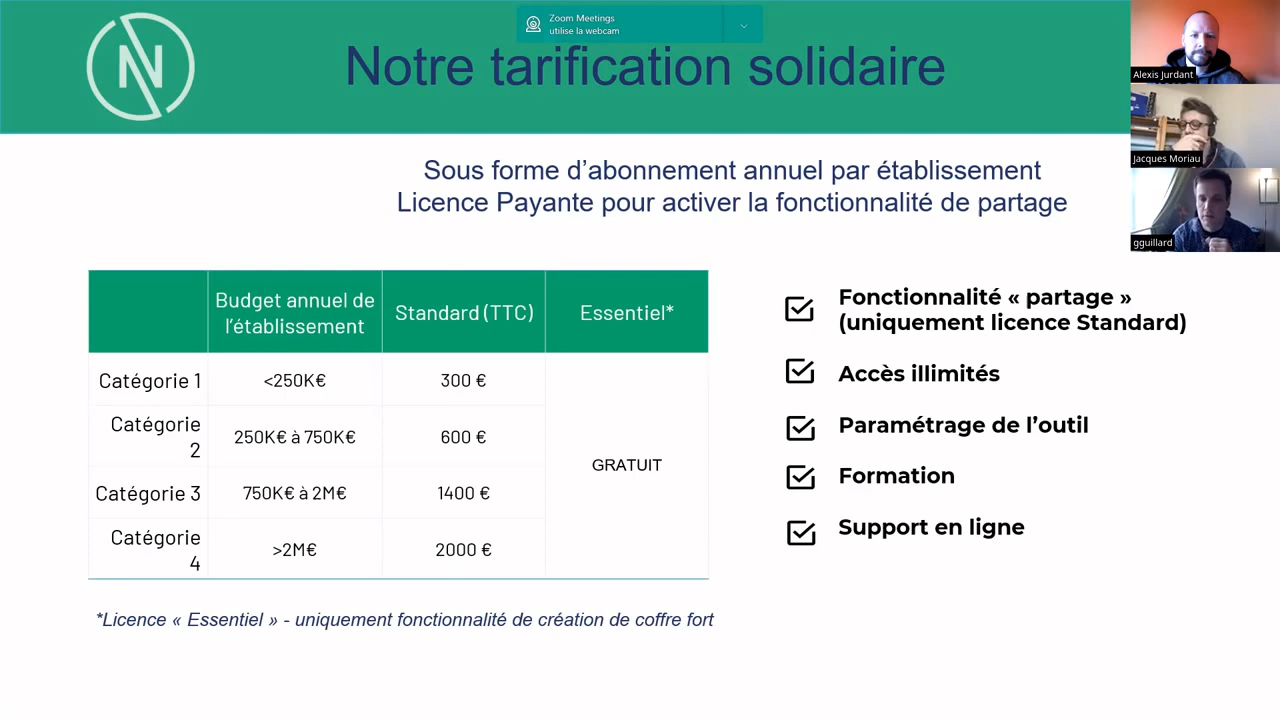 Zoom Meetings
utilise la webcam
N
Notre tarification solidaire
Alexis Jurdant
Jacques Moriau
gguillard
Sous forme d’abonnement annuel par établissement
Licence Payante pour activer la fonctionnalité de partage
Budget annuel de
l’établissement
Standard (TTC)
Essentiel*
Catégorie 1
<250K€
300 €
Catégorie
2
250K€ à 750K€
600 €
GRATUIT
Catégorie 3
750K€ à 2M€
1400 €
Catégorie
4
>2M€
2000 €
Fonctionnalité « partage »
(uniquement licence Standard)
Accès illimités
Paramétrage de l’outil
Formation
Support en ligne
*Licence « Essentiel » - uniquement fonctionnalité de création de coffre fort